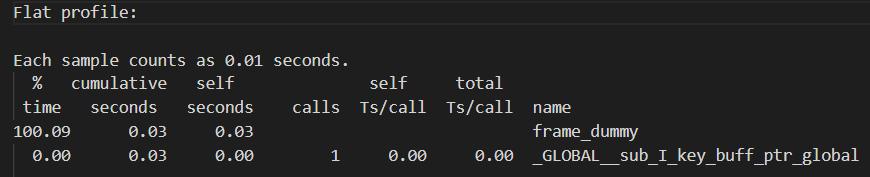 Flat profile:
Each sample counts as 0.01 seconds.
% cumulative self self total
time seconds seconds calls Ts/call Ts/call name
100.09 0.03 0.03 frame_dummy
0.00 0.03 0.00 1 0.00 0.00 _GLOBAL__sub_I_key_buff_ptr_global